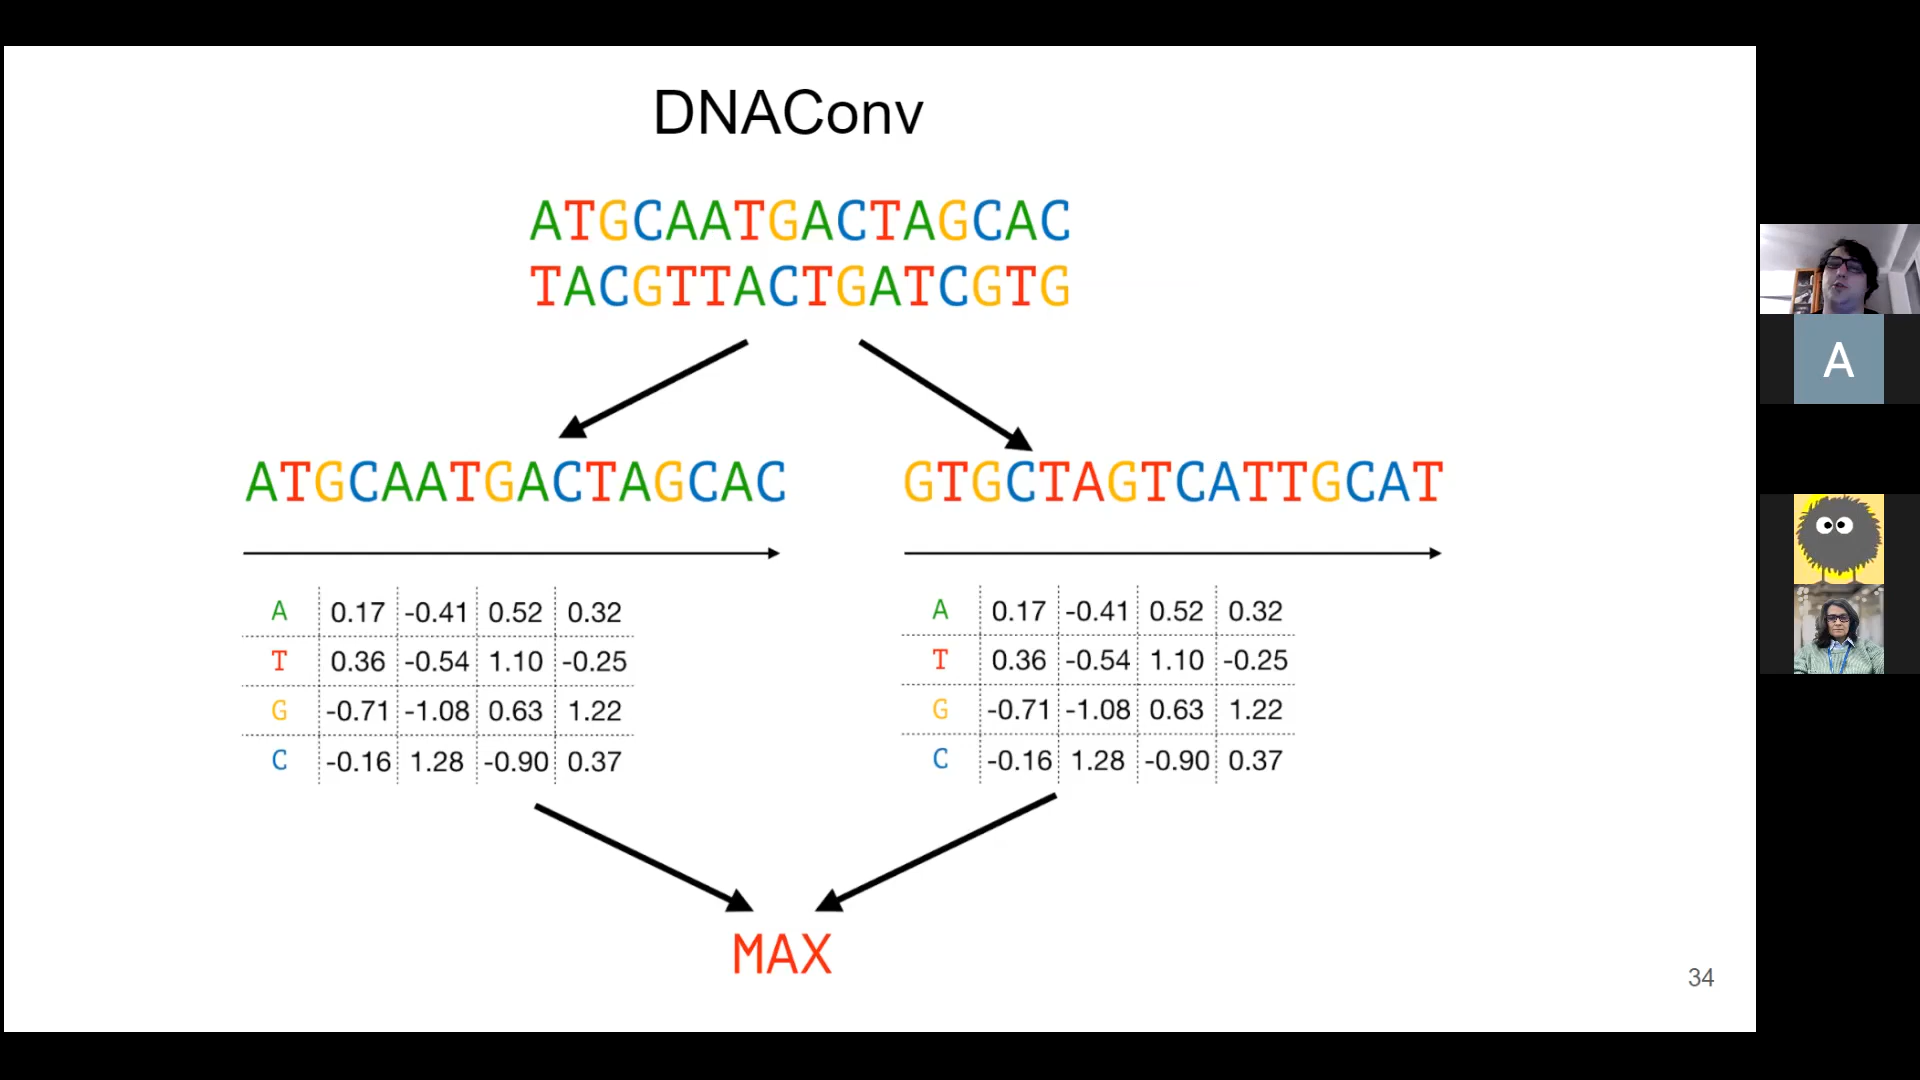 DNAConv
ATGCAATGACTAGCAC
TACGTTACTGATCGTG
ATGCAATGACTAGCAC
GTGCTAGTCATTGCAT
A 0.17 -0.41 0.52 0.32
T 0.36 -0.54 1.10 -0.25
G -0.71 -1.08 0.63 1.22
C -0.16 1.28 -0.90 0.37
A 0.17 -0.41 0.52 0.32
T 0.36 -0.54 1.10 -0.25
G -0.71 -1.08 0.63 1.22
C -0.16 1.28 -0.90 0.37
MAX
34
A